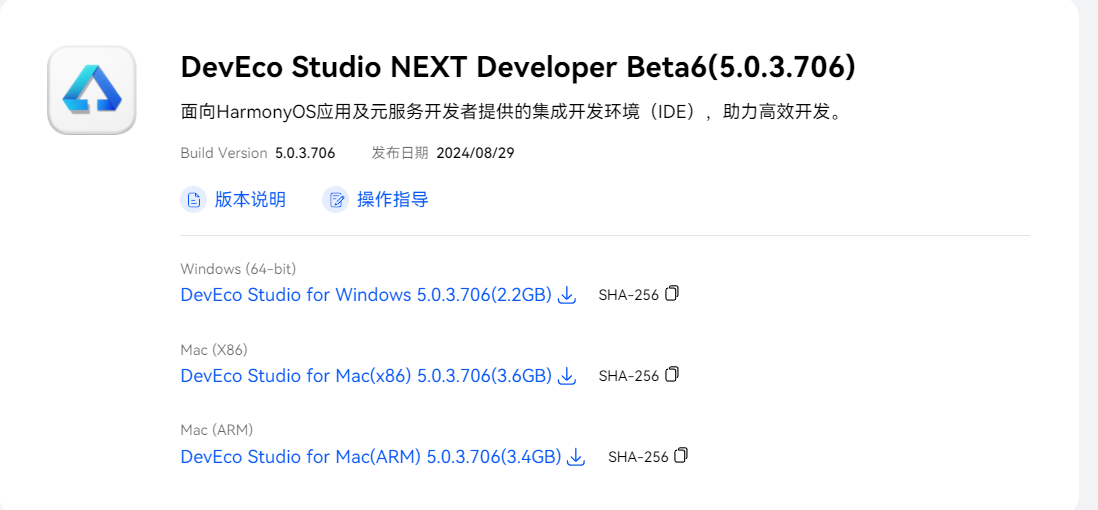 DevEco Studio NEXT Developer Beta6(5.0.3.706)
面向HarmonyOS应用及元服务开发者提供的集成开发环境（IDE），助力高效开发。
Build Version 5.0.3.706 发布日期 2024/08/29
版本说明 操作指导
Windows (64-bit)
DevEco Studio for Windows 5.0.3.706(2.2GB) SHA-256
Mac (X86)
DevEco Studio for Mac(x86) 5.0.3.706(3.6GB) SHA-256
Mac (ARM)
DevEco Studio for Mac(ARM) 5.0.3.706(3.4GB) SHA-256